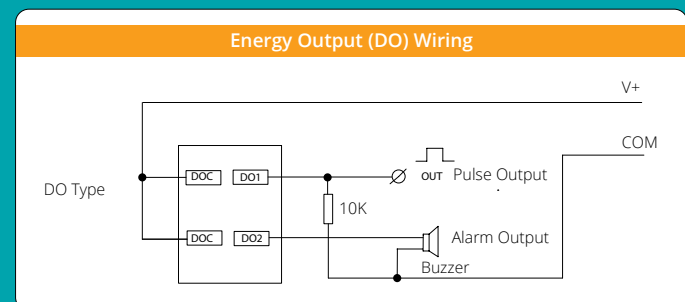 Energy Output (DO) Wiring
V+
COM
DOC DO1 OUT Pulse Output
DO Type
10K
DOC DO2 Alarm Output
Buzzer